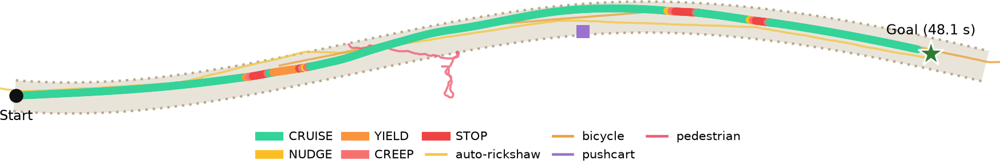 Goal (48.1 s)
Start
CRUISE YIELD STOP bicycle pedestrian
NUDGE CREEP auto-rickshaw pushcart